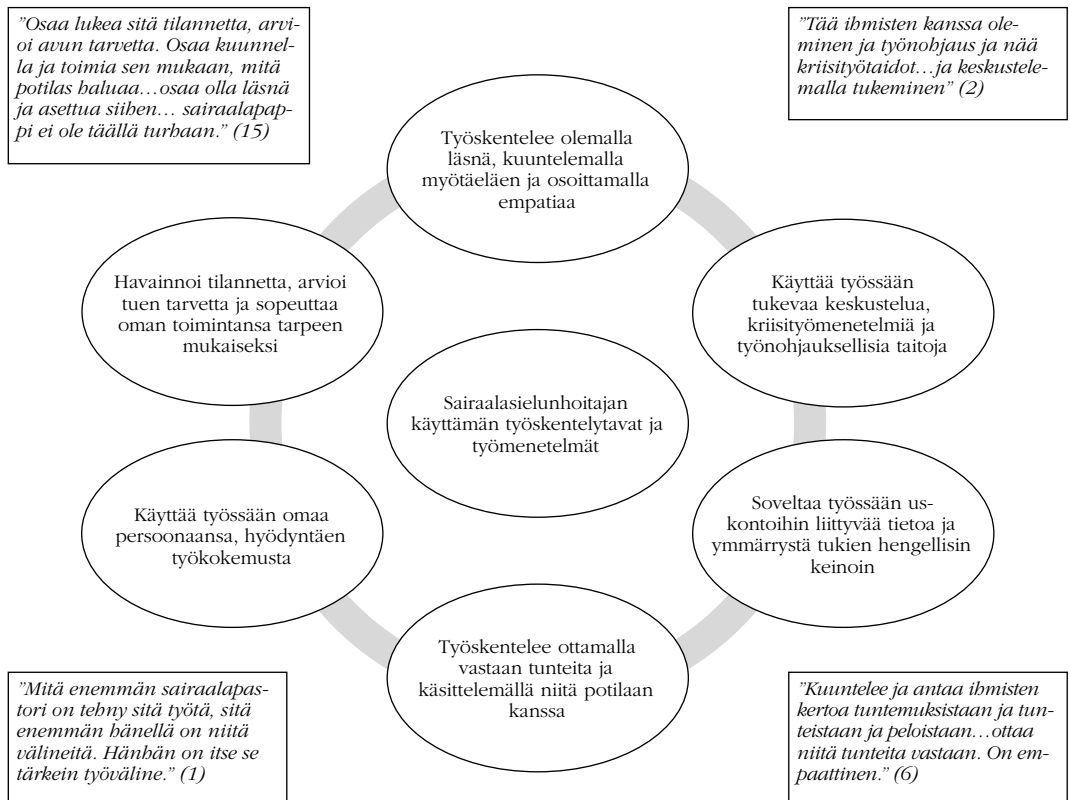 ”Osaa lukea sitä tilannetta, arvi-
oi avun tarvetta. Osaa kuunnel-
la ja toimia sen mukaan, mitä
potilas haluaa…osaa olla läsnä
ja asettua siihen… sairaalapap-
pi ei ole täällä turhaan.” (15)
”Tää ihmisten kanssa ole-
minen ja työnohjaus ja nää
kriisityötaidot…ja keskustele-
malla tukeminen” (2)
Työskentelee olemalla
läsnä, kuuntelemalla
myötäeläen ja osoittamalla
empatiaa
Havainnoi tilannetta, arvioi
tuen tarvetta ja sopeuttaa
oman toimintansa tarpeen
mukaiseksi
Käyttää työssään
tukevaa keskustelua,
kriisityömenetelmiä ja
työnohjauksellisia taitoja
Sairaalasielunhoitajan
käyttämän työskentelytavat ja
työmenetelmät
Käyttää työssään omaa
persoonaansa, hyödyntäen
työkokemusta
Soveltaa työssään us-
kontoihin liittyvää tietoa ja
ymmärrystä tukien hengellisin
keinoin
Työskentelee ottamalla
vastaan tunteita ja
käsittelemällä niitä potilaan
kanssa
”Mitä enemmän sairaalapas-
tori on tehny sitä työtä, sitä
enemmän hänellä on niitä
välineitä. Hänhän on itse se
tärkein työväline.” (1)
”Kuuntelee ja antaa ihmisten
kertoa tuntemuksistaan ja tun-
teistaan ja peloistaan…ottaa
niitä tunteita vastaan. On em-
paattinen.” (6)